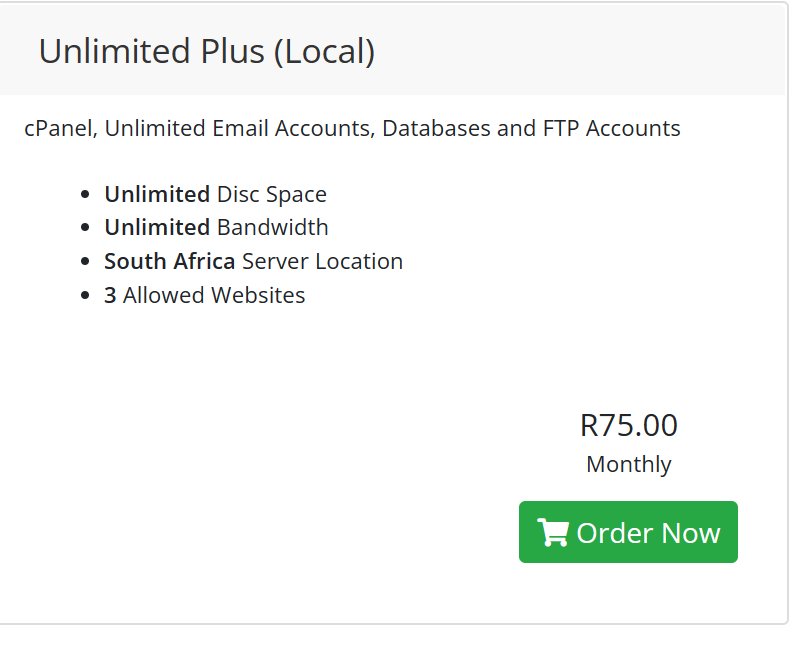 Unlimited Plus (Local)
cPanel, Unlimited Email Accounts, Databases and FTP Accounts
Unlimited Disc Space
Unlimited Bandwidth
South Africa Server Location
3 Allowed Websites
R75.00
Monthly
Order Now